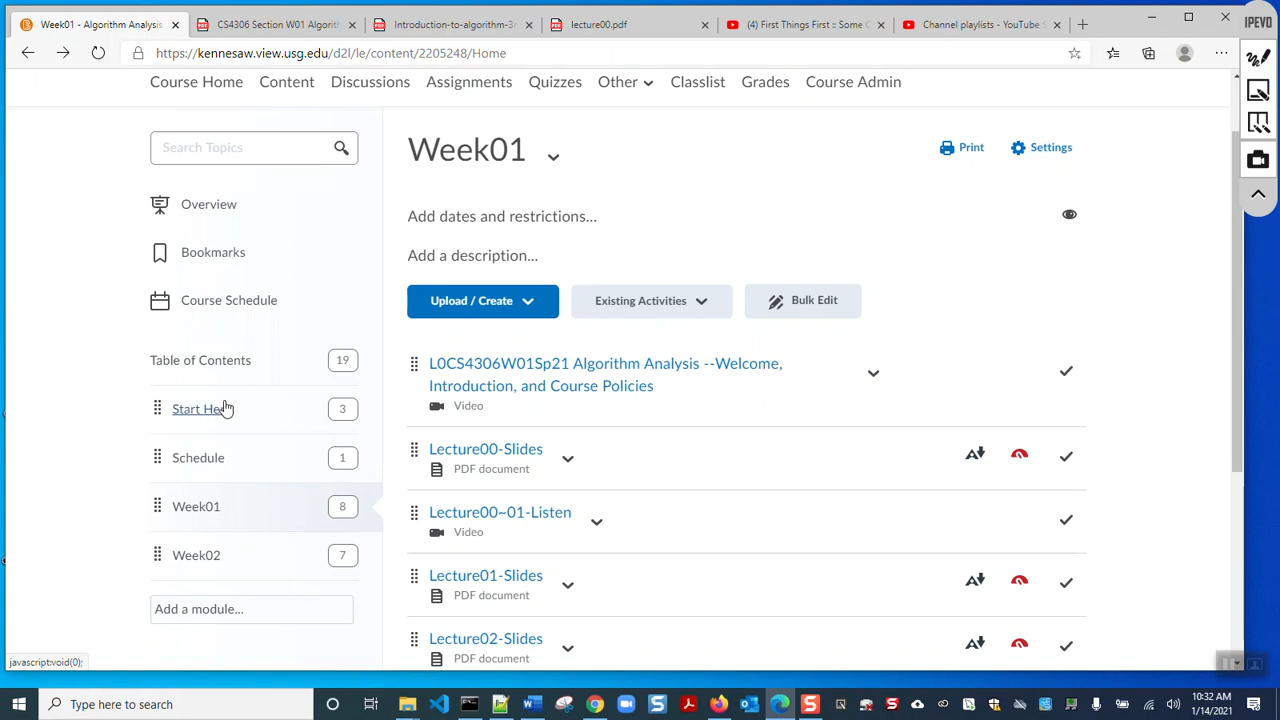 Week01 - Algorithm Analysis
CS4306 Section W01 Algorith
Introduction-to-algorithm-3r
lecture00.pdf
(4) First Things First :: Some C
Channel playlists - YouTube S
IPEVO
https://kennesaw.view.usg.edu/d2l/le/content/2205248/Home
Course Home
Content
Discussions
Assignments
Quizzes
Other
Classlist
Grades
Course Admin
Search Topics
Overview
Bookmarks
Course Schedule
Table of Contents 19
Start He 3
Schedule 1
Week01 8
Week02 7
Add a module...
Week01
Print
Settings
Add dates and restrictions...
Add a description...
Upload / Create
Existing Activities
Bulk Edit
L0CS4306W01Sp21 Algorithm Analysis --Welcome,
Introduction, and Course Policies
Video
Lecture00-Slides
PDF document
Lecture00~01-Listen
Video
Lecture01-Slides
PDF document
Lecture02-Slides
PDF document
javascript:void(0);
Type here to search
10:32 AM
1/14/2021